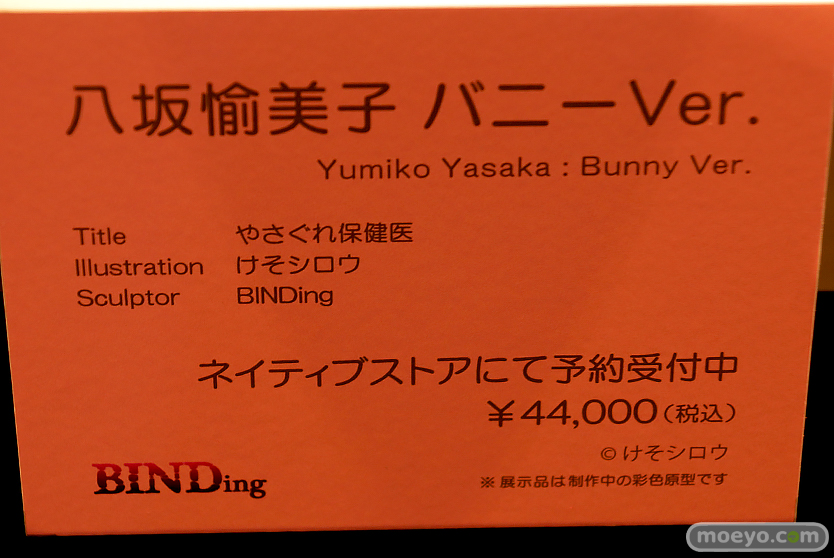 八坂愉美子 バニーVer.
Yumiko Yasaka : Bunny Ver.
Title やさぐれ保健医
Illustration けそシロウ
Sculptor BINDing
ネイティブストアにて予約受付中
￥44,000(税込)
©けそシロウ
BINDing
※展示品は制作中の彩色原型です
moeyo.com